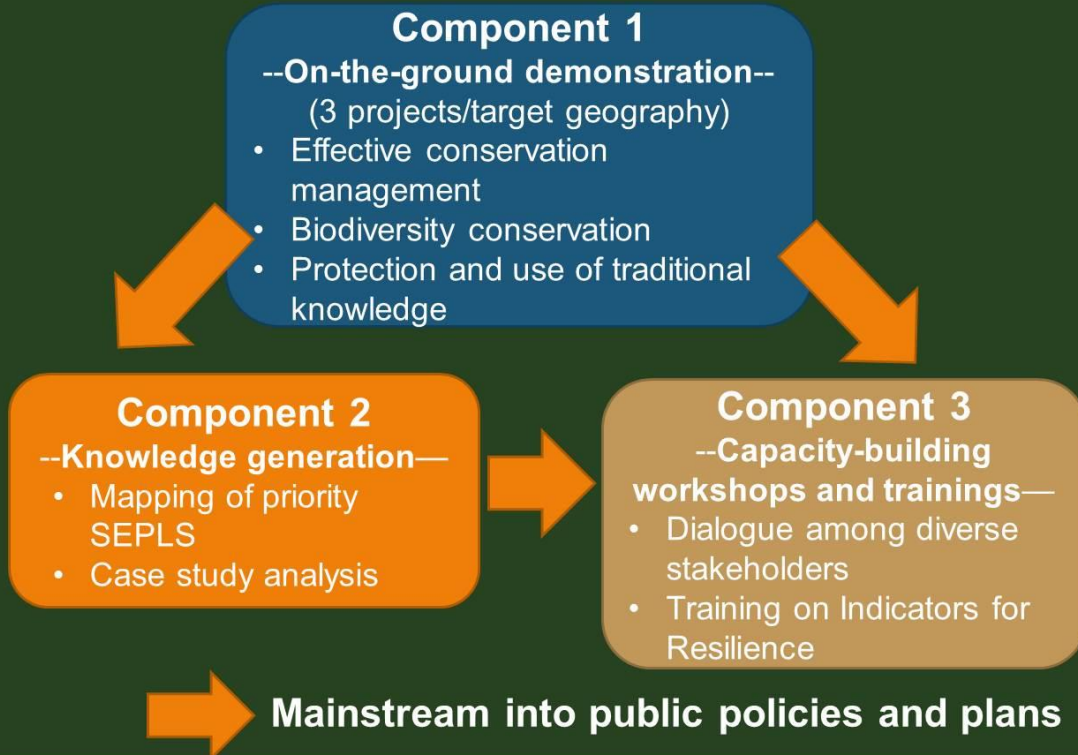 Component 1
--On-the-ground demonstration--
(3 projects/target geography)
• Effective conservation
management
• Biodiversity conservation
• Protection and use of traditional
knowledge
Component 2
--Knowledge generation—
• Mapping of priority
SEPLS
• Case study analysis
Component 3
--Capacity-building
workshops and trainings—
• Dialogue among diverse
stakeholders
• Training on Indicators for
Resilience
Mainstream into public policies and plans